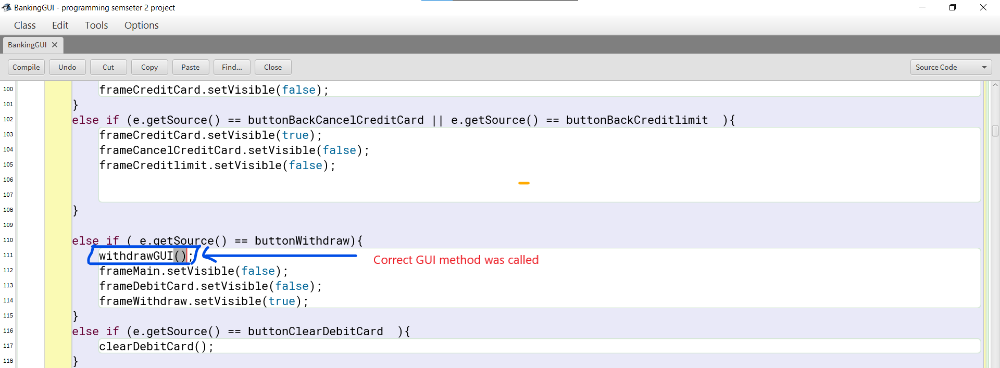 BankingGUI - programming semseter 2 project
Class Edit Tools Options
BankingGUI
Compile Undo Cut Copy Paste Find... Close Source Code
100 frameCreditCard.setVisible(false);
101 }
102 else if (e.getSource() == buttonBackCancelCreditCard || e.getSource() == buttonBackCreditlimit  ){
103 frameCreditCard.setVisible(true);
104 frameCancelCreditCard.setVisible(false);
105 frameCreditlimit.setVisible(false);
106
107
108 }
109
110 else if ( e.getSource() == buttonWithdraw){
111 withdrawGUI(); Correct GUI method was called
112 frameMain.setVisible(false);
113 frameDebitCard.setVisible(false);
114 frameWithdraw.setVisible(true);
115 }
116 else if (e.getSource() == buttonClearDebitCard  ){
117 clearDebitCard();
118 }